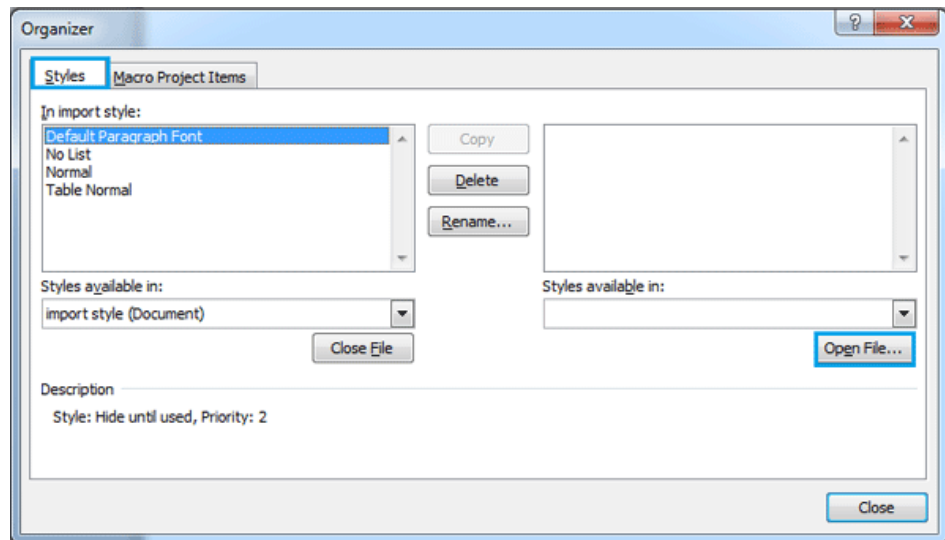 Organizer
Styles
Macro Project Items
In import style:
Default Paragraph Font
No List
Normal
Table Normal
Copy
Delete
Rename...
Styles available in:
import style (Document)
Close File
Styles available in:
Open File...
Description
Style: Hide until used, Priority: 2
Close